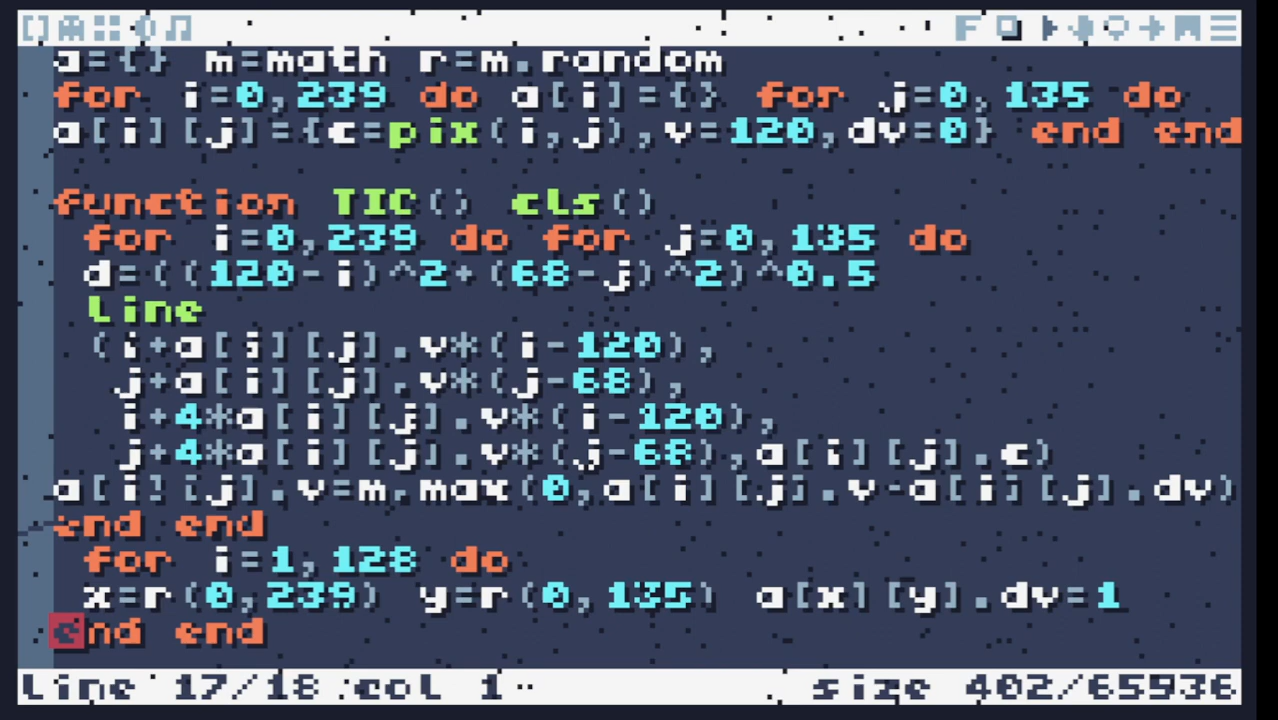 a={} m=math r=m.random
for i=0,239 do a[i]={} for j=0,135 do
a[i][j]={c=pix(i,j),v=120,dv=0} end end
function TIC() cls()
for i=0,239 do for j=0,135 do
d=((120-i)^2+(68-j)^2)^0.5
line
(i+a[i][j].v*(i-120),
j+a[i][j].v*(j-68),
i+4*a[i][j].v*(i-120),
j+4*a[i][j].v*(j-68),a[i][j].c)
a[i][j].v=m.max(0,a[i][j].v-a[i][j].dv)
end end
for i=1,128 do
x=r(0,239) y=r(0,135) a[x][y].dv=1
end end
line 17/18 col 1 size 402/65536